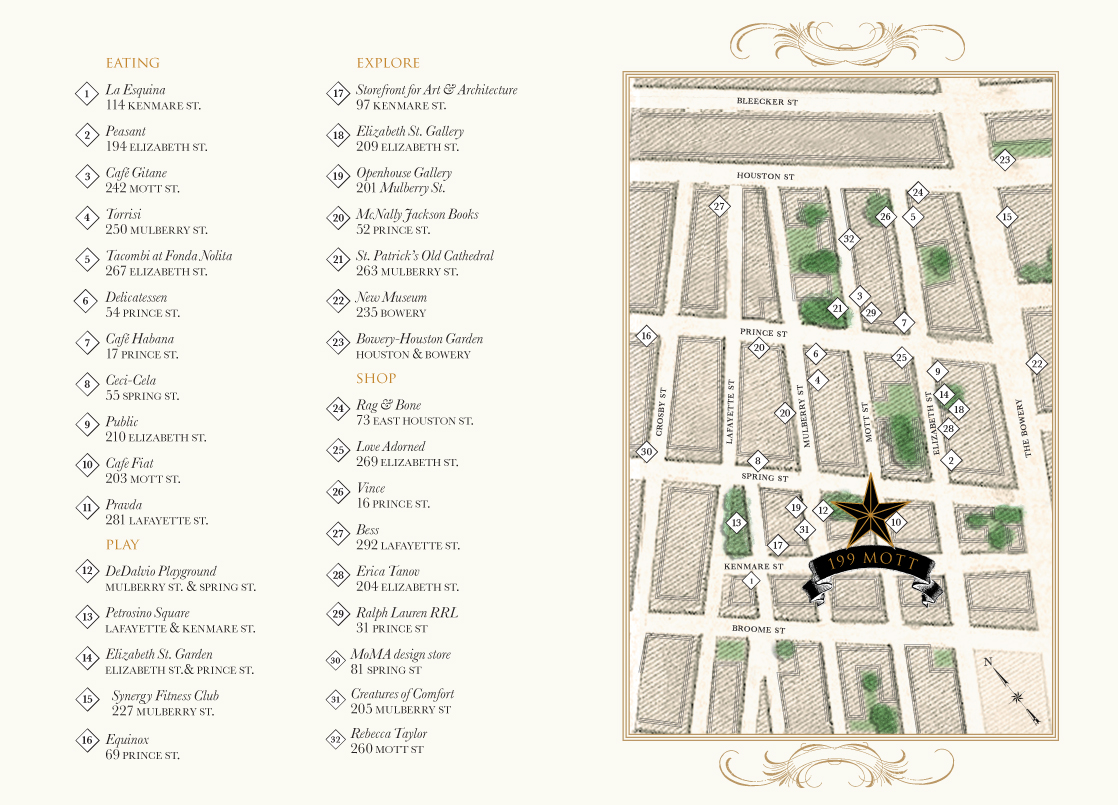 EATING
1
La Esquina
114 KENMARE ST.
2
Peasant
194 ELIZABETH ST.
3
Café Gitane
242 MOTT ST.
4
Torrisi
250 MULBERRY ST.
5
Tacombi at Fonda Nolita
267 ELIZABETH ST.
6
Delicatessen
54 PRINCE ST.
7
Café Habana
17 PRINCE ST.
8
Ceci-Cela
55 SPRING ST.
9
Public
210 ELIZABETH ST.
10
Cafe Fiat
203 MOTT ST.
11
Pravda
281 LAFAYETTE ST.
PLAY
12
DeDalvio Playground
MULBERRY ST. & SPRING ST.
13
Petrosino Square
LAFAYETTE & KENMARE ST.
14
Elizabeth St. Garden
ELIZABETH ST.& PRINCE ST.
15
Synergy Fitness Club
227 MULBERRY ST.
16
Equinox
69 PRINCE ST.
EXPLORE
17
Storefront for Art & Architecture
97 KENMARE ST.
18
Elizabeth St. Gallery
209 ELIZABETH ST.
19
Openhouse Gallery
201 Mulberry St.
20
McNally Jackson Books
52 PRINCE ST.
21
St. Patrick's Old Cathedral
263 MULBERRY ST.
22
New Museum
235 BOWERY
23
Bowery-Houston Garden
HOUSTON & BOWERY
SHOP
24
Rag & Bone
73 EAST HOUSTON ST.
25
Love Adorned
269 ELIZABETH ST.
26
Vince
16 PRINCE ST.
27
Bess
292 LAFAYETTE ST.
28
Erica Tanov
204 ELIZABETH ST.
29
Ralph Lauren RRL
31 PRINCE ST
30
MoMA design store
81 SPRING ST
31
Creatures of Comfort
205 MULBERRY ST
32
Rebecca Taylor
260 MOTT ST
BLEECKER ST
23
HOUSTON ST
24
27
26
5
15
32
3
21
29
7
16
PRINCE ST
20
6
25
22
9
4
14
18
CROSBY ST
LAFAYETTE ST
MULBERRY ST
MOTT ST
ELIZABETH ST
THE BOWERY
20
28
30
8
2
SPRING ST
19
12
13
31
10
17
199 MOTT
KENMARE ST
1
BROOME ST
N